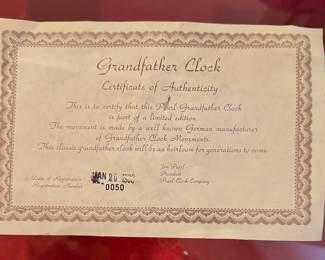 Grandfather Clock
Certificate of Authenticity
This is to certify that this Pearl Grandfather Clock
is part of a limited edition.
The movement is made by a well known German manufacturer
of Grandfather Clock Movements.
This classic grandfather clock will be an heirloom for generations to come.
Date of Registration JAN 26
Registration Number 0050
President
Pearl Clock Company